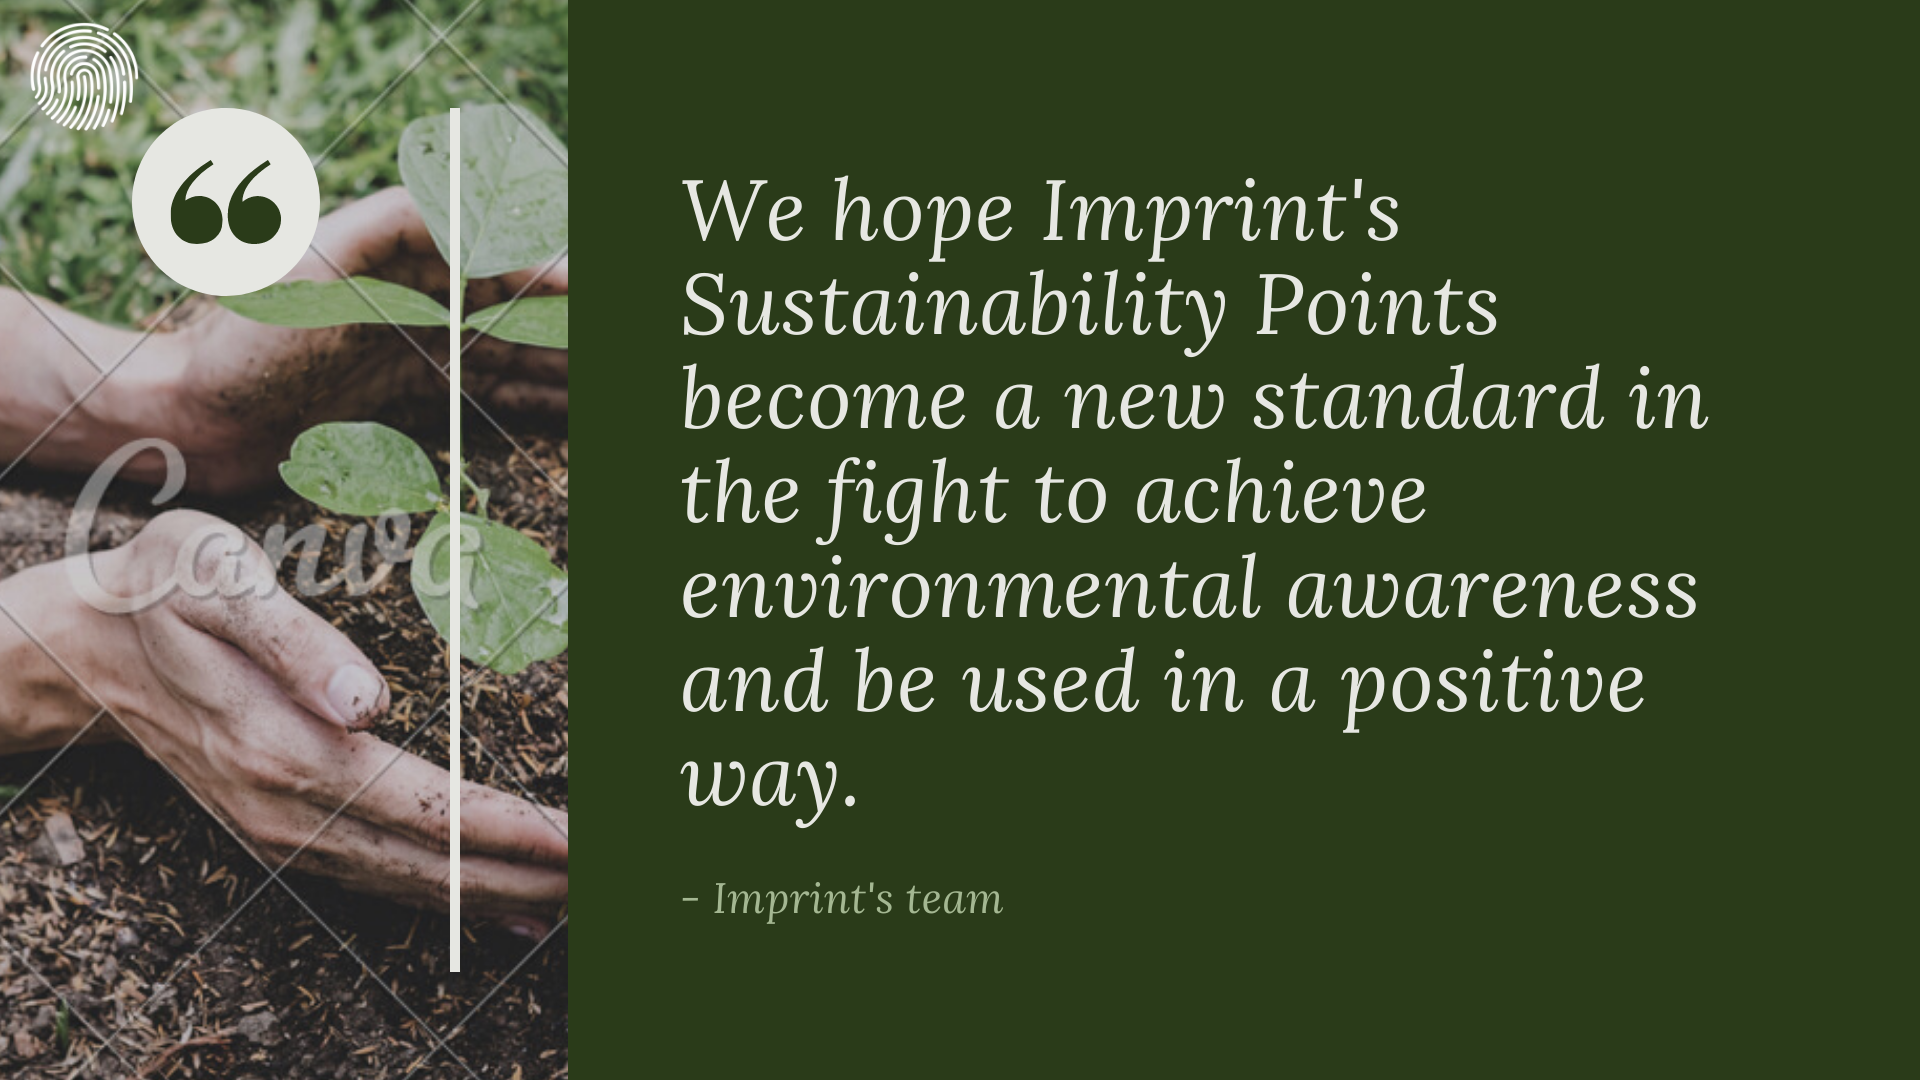 “
We hope Imprint's
Sustainability Points
become a new standard in
the fight to achieve
environmental awareness
and be used in a positive
way.
- Imprint's team
Canva